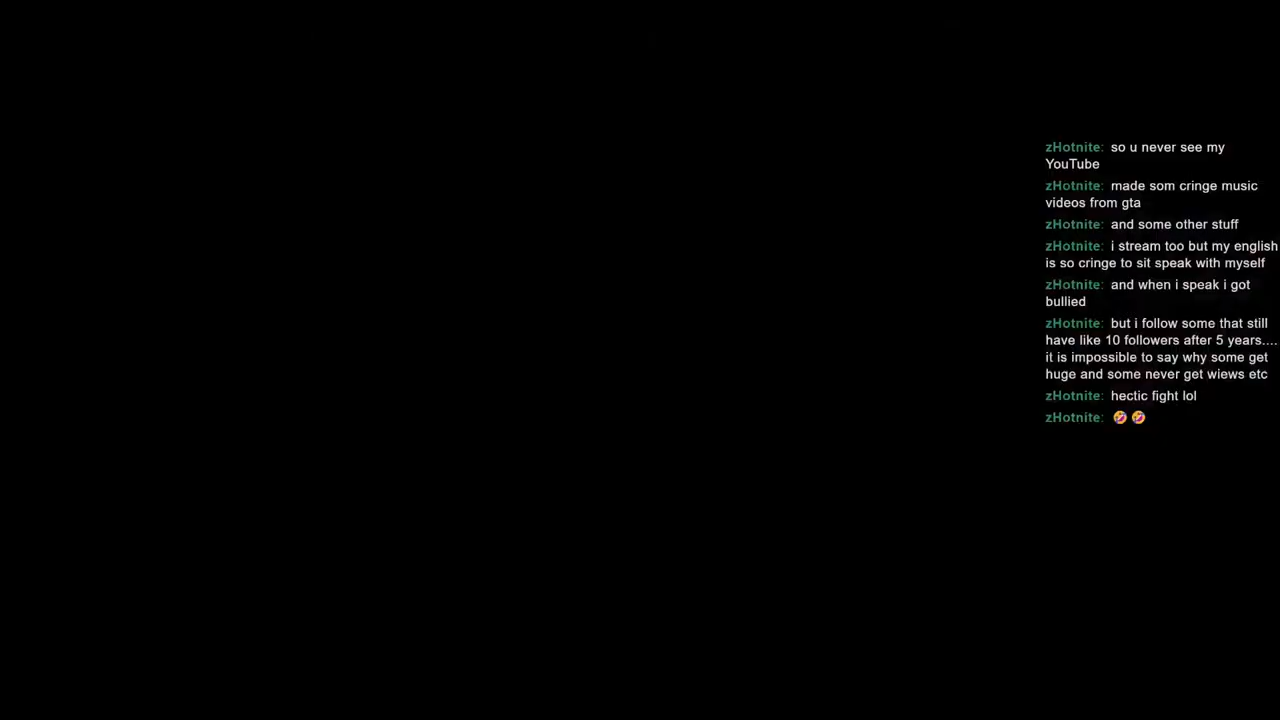 zHotnite: so u never see my
YouTube
zHotnite: made som cringe music
videos from gta
zHotnite: and some other stuff
zHotnite: i stream too but my english
is so cringe to sit speak with myself
zHotnite: and when i speak i got
bullied
zHotnite: but i follow some that still
have like 10 followers after 5 years....
it is impossible to say why some get
huge and some never get wiews etc
zHotnite: hectic fight lol
zHotnite: 🤣 🤣